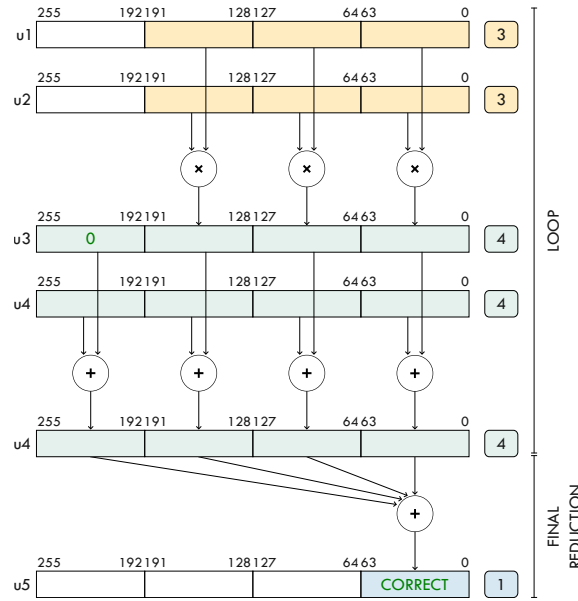 255 192 191 128 127 64 63 0
u1 3
255 192 191 128 127 64 63 0
u2 3
× × ×
255 192 191 128 127 64 63 0
u3 0 4
LOOP
255 192 191 128 127 64 63 0
u4 4
+ + + +
255 192 191 128 127 64 63 0
u4 4
+
FINAL
REDUCTION
255 192 191 128 127 64 63 0
u5 CORRECT 1